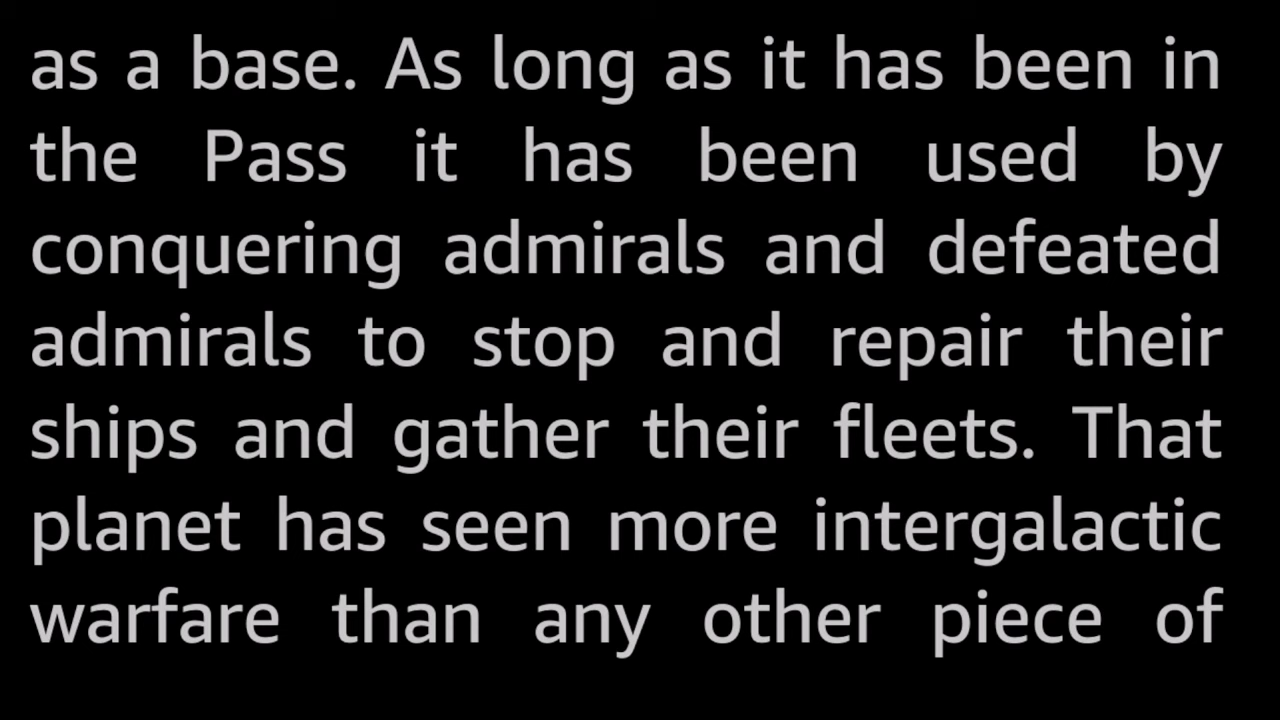 as a base. As long as it has been in
the Pass it has been used by
conquering admirals and defeated
admirals to stop and repair their
ships and gather their fleets. That
planet has seen more intergalactic
warfare than any other piece of